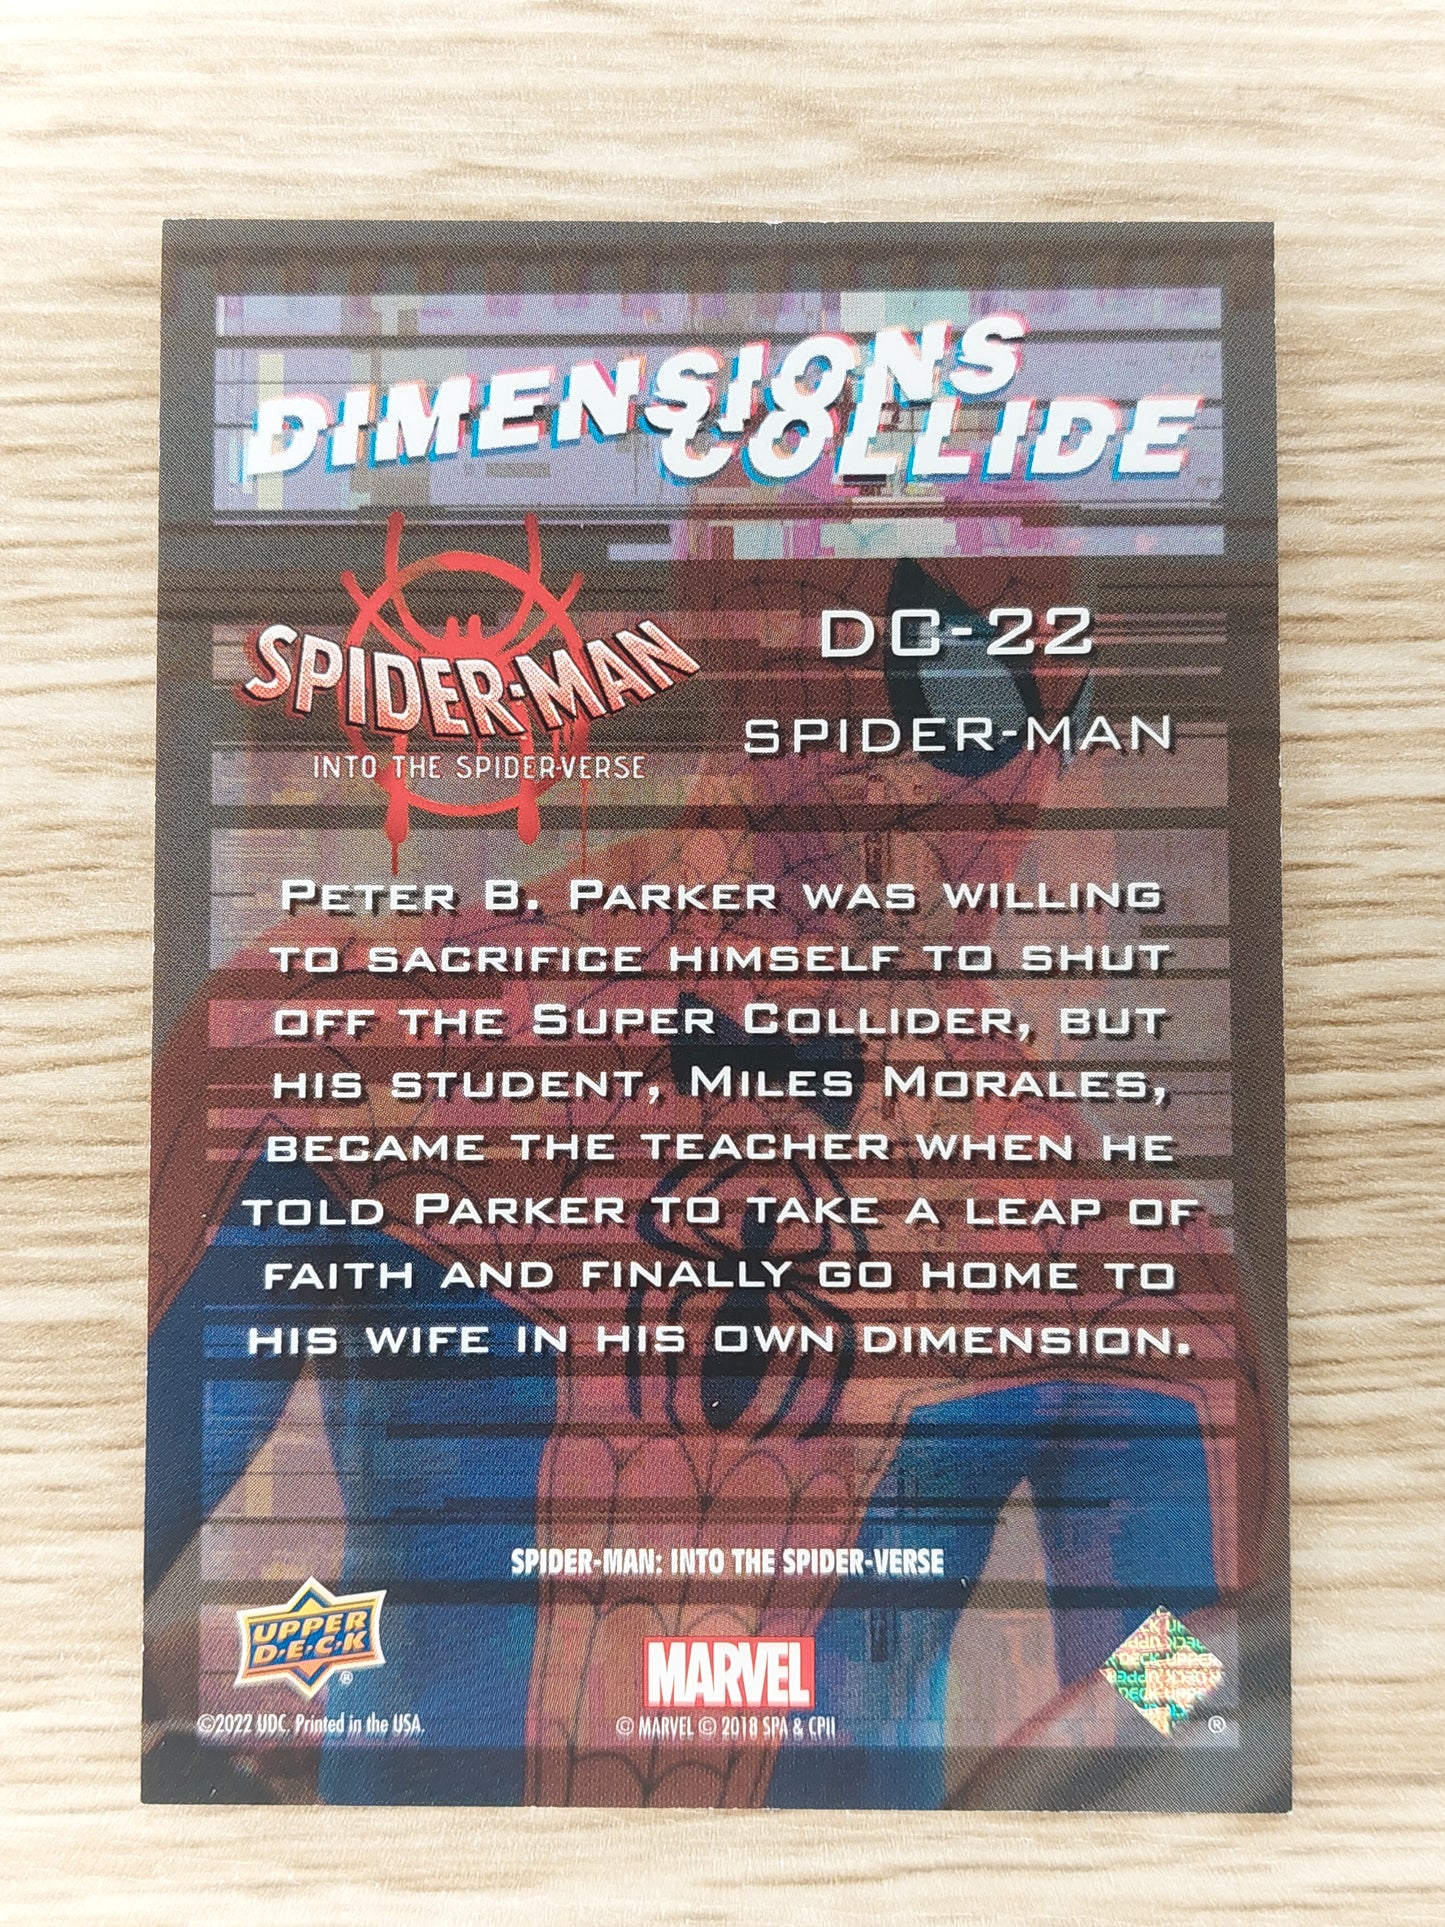 DIMENSIONS
COLLIDE
SPIDER-MAN
INTO THE SPIDER-VERSE
DC-22
SPIDER-MAN
PETER B. PARKER WAS WILLING
TO SACRIFICE HIMSELF TO SHUT
OFF THE SUPER COLLIDER, BUT
HIS STUDENT, MILES MORALES,
BECAME THE TEACHER WHEN HE
TOLD PARKER TO TAKE A LEAP OF
FAITH AND FINALLY GO HOME TO
HIS WIFE IN HIS OWN DIMENSION.
SPIDER-MAN: INTO THE SPIDER-VERSE
UPPER
D·E·C·K
®
MARVEL
©2022 UDC. Printed in the USA.
© MARVEL © 2018 SPA & CPII
®